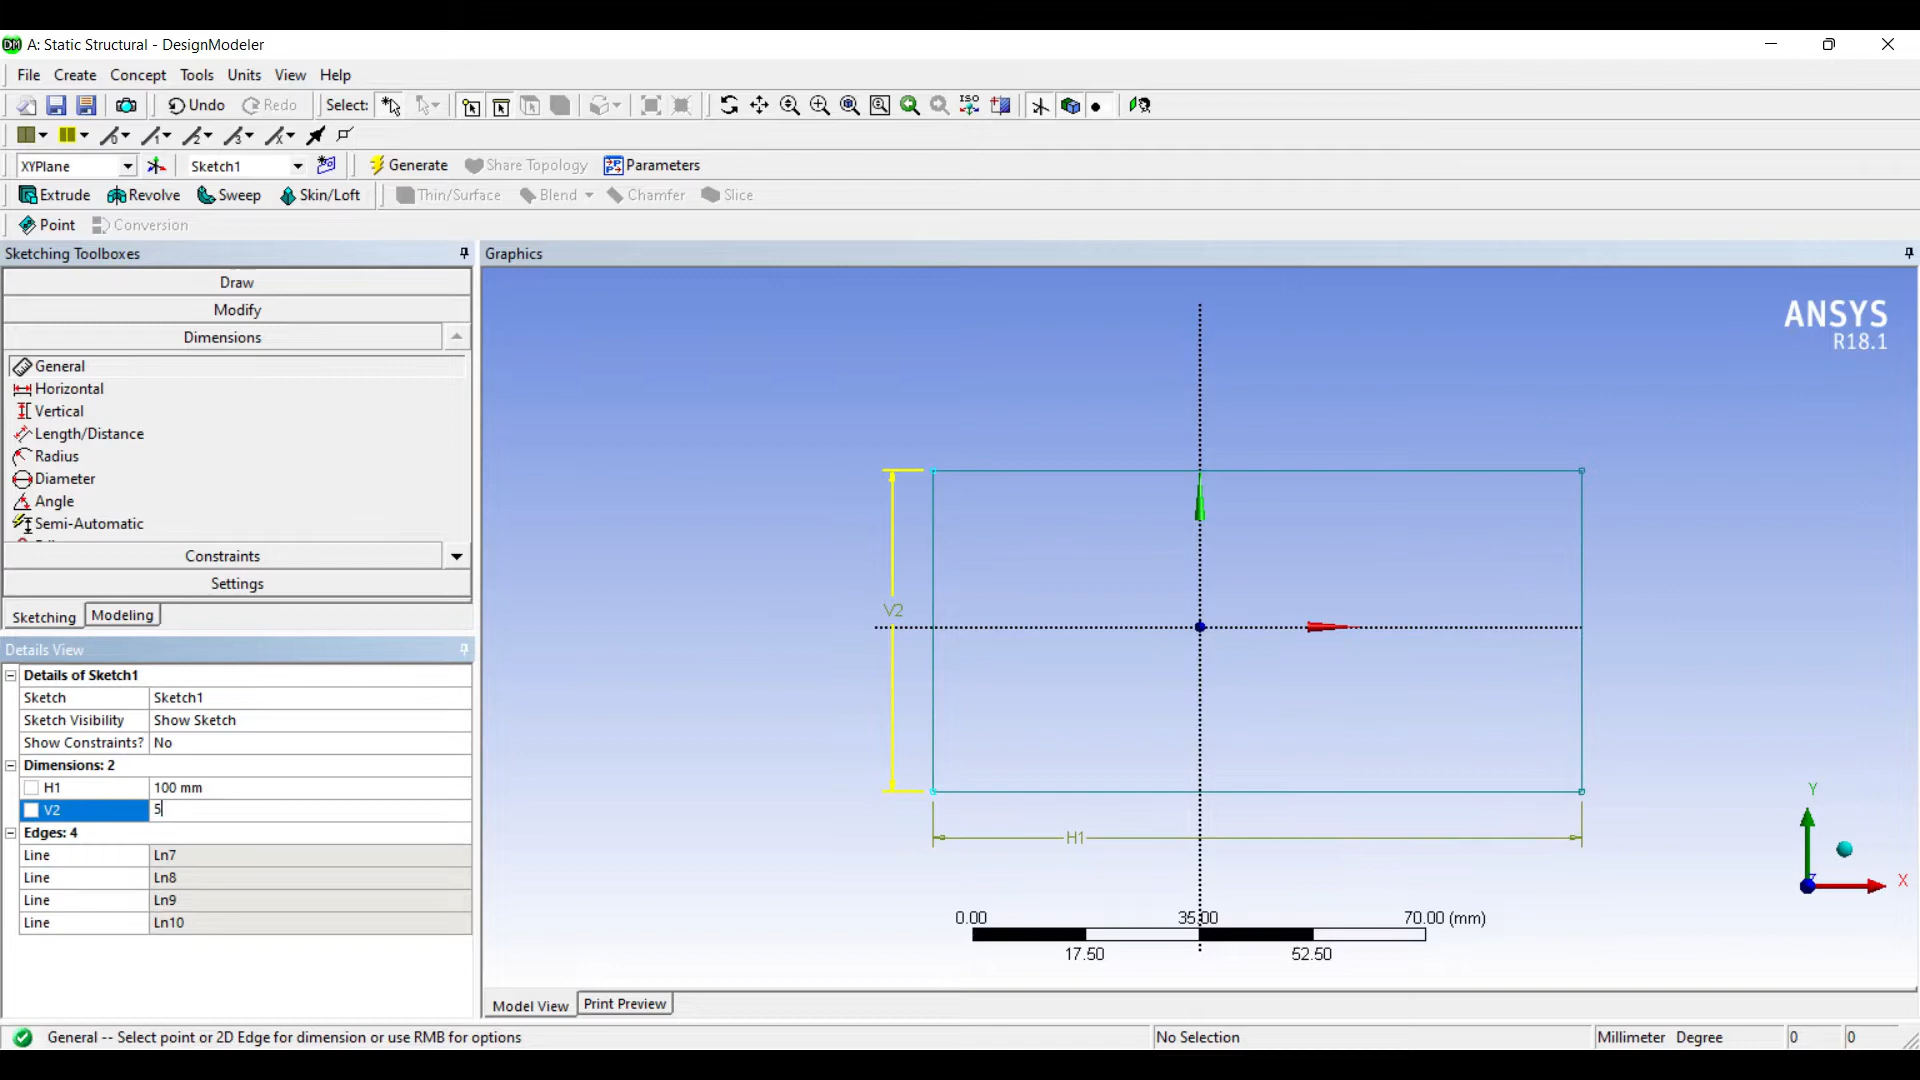 A: Static Structural - DesignModeler
File Create Concept Tools Units View Help
Undo Redo Select: ISO
XYPlane Sketch1 Generate Share Topology Parameters
Extrude Revolve Sweep Skin/Loft Thin/Surface Blend Chamfer Slice
Point Conversion
Sketching Toolboxes
Draw
Modify
Dimensions
General
Horizontal
Vertical
Length/Distance
Radius
Diameter
Angle
Semi-Automatic
Constraints
Settings
Sketching Modeling
Details View
Details of Sketch1
Sketch Sketch1
Sketch Visibility Show Sketch
Show Constraints? No
Dimensions: 2
H1 100 mm
V2 5
Edges: 4
Line Ln7
Line Ln8
Line Ln9
Line Ln10
Graphics
ANSYS
R18.1
V2
H1
Y
Z
X
0.00 35.00 70.00 (mm)
17.50 52.50
Model View Print Preview
General -- Select point or 2D Edge for dimension or use RMB for options No Selection Millimeter Degree 0 0